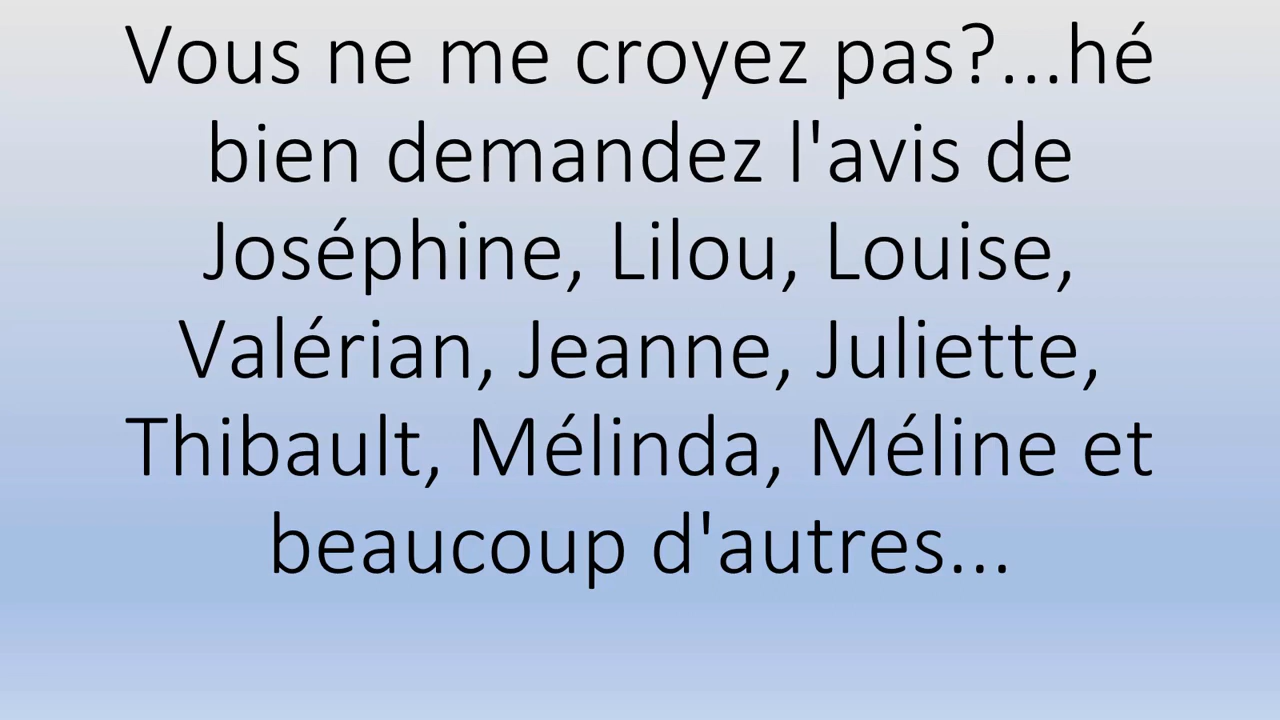 Vous ne me croyez pas?...hé
bien demandez l'avis de
Joséphine, Lilou, Louise,
Valérian, Jeanne, Juliette,
Thibault, Mélinda, Méline et
beaucoup d'autres...